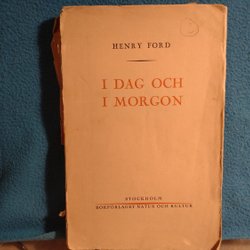 HENRY FORD
I DAG OCH
I MORGON
STOCKHOLM
BOKFÖRLAGET NATUR OCH KULTUR